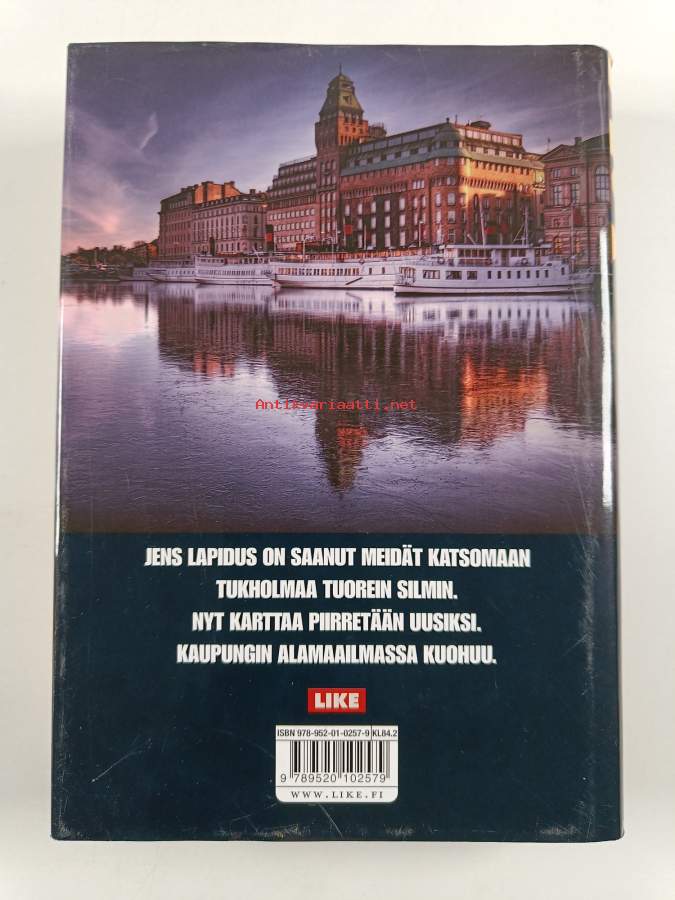 Antikvariaatti.net
JENS LAPIDUS ON SAANUT MEIDÄT KATSOMAAN
TUKHOLMAA TUOREIN SILMIN.
NYT KARTTAA PIIRRETÄÄN UUSIKSI.
KAUPUNGIN ALAMAAILMASSA KUOHUU.
LIKE
ISBN 978-952-01-0257-9 KL84.2
9 789520 102579
WWW.LIKE.FI